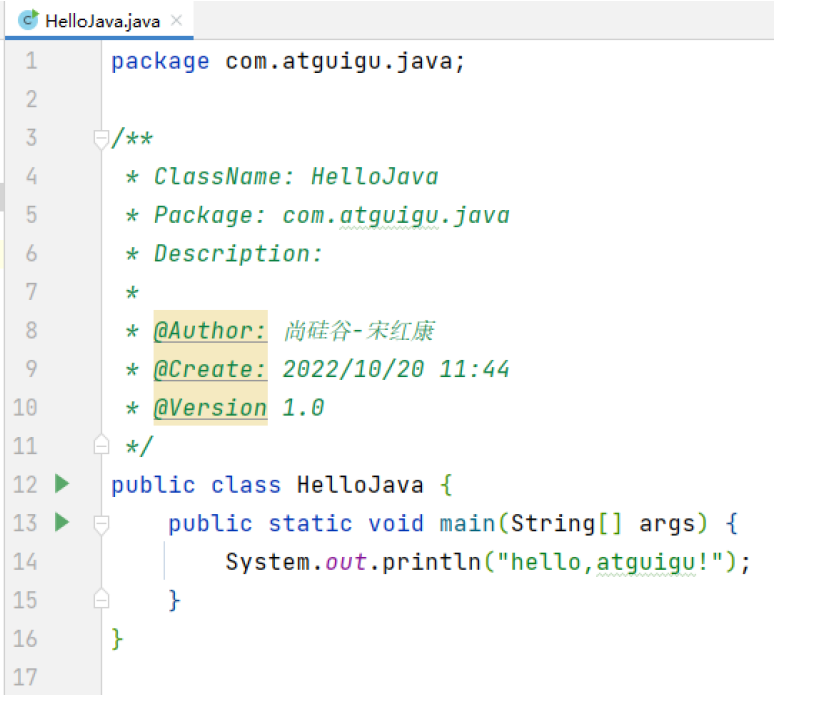 HelloJava.java
1 package com.atguigu.java;
2
3 /**
4 * ClassName: HelloJava
5 * Package: com.atguigu.java
6 * Description:
7 *
8 * @Author: 尚硅谷-宋红康
9 * @Create: 2022/10/20 11:44
10 * @Version 1.0
11 */
12 public class HelloJava {
13 public static void main(String[] args) {
14 System.out.println("hello,atguigu!");
15 }
16 }
17